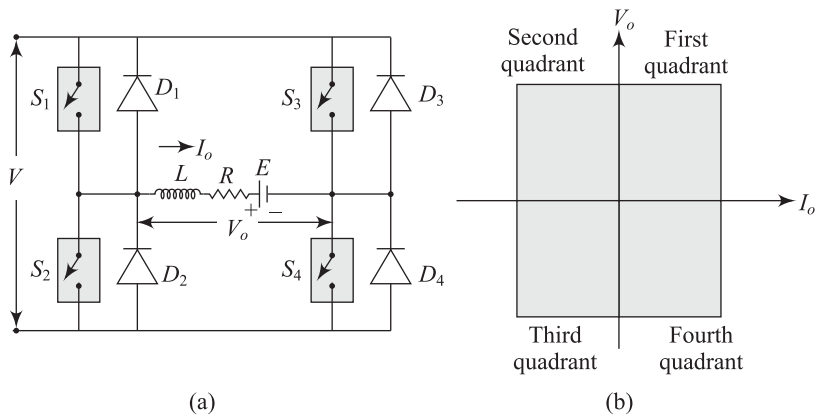 V
S1
D1
S3
D3
Io
L
R
E
+ −
Vo
S2
D2
S4
D4
(a)
Vo
Second
quadrant
First
quadrant
Io
Third
quadrant
Fourth
quadrant
(b)